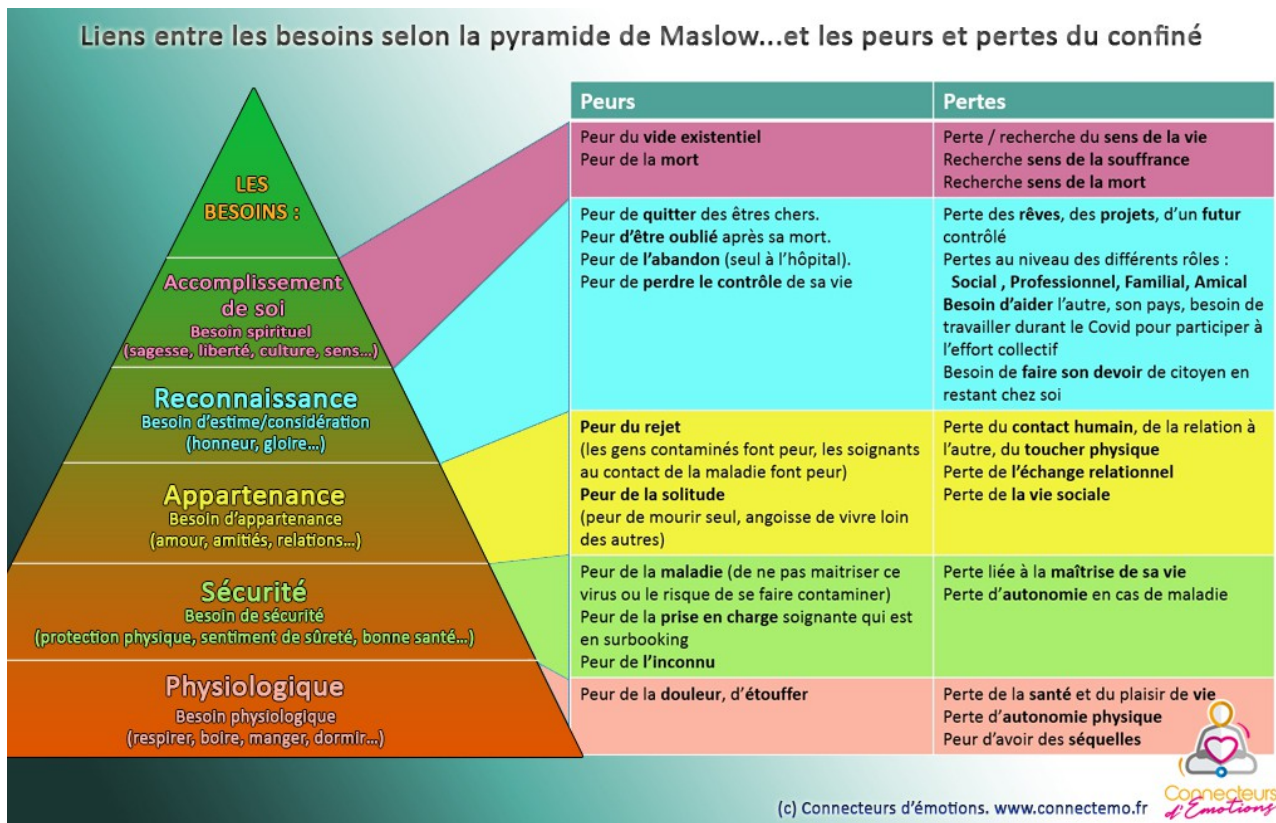 Liens entre les besoins selon la pyramide de Maslow...et les peurs et pertes du confiné
LES
BESOINS :
Accomplissement
de soi
Besoin spirituel
(sagesse, liberté, culture, sens...)
Reconnaissance
Besoin d'estime/considération
(honneur, gloire...)
Appartenance
Besoin d'appartenance
(amour, amitiés, relations...)
Sécurité
Besoin de sécurité
(protection physique, sentiment de sûreté, bonne santé...)
Physiologique
Besoin physiologique
(respirer, boire, manger, dormir...)
Peurs
Pertes
Peur du vide existentiel
Peur de la mort
Perte / recherche du sens de la vie
Recherche sens de la souffrance
Recherche sens de la mort
Peur de quitter des êtres chers.
Peur d'être oublié après sa mort.
Peur de l'abandon (seul à l'hôpital).
Peur de perdre le contrôle de sa vie
Perte des rêves, des projets, d'un futur
contrôlé
Pertes au niveau des différents rôles :
Social , Professionnel, Familial, Amical
Besoin d'aider l'autre, son pays, besoin de
travailler durant le Covid pour participer à
l'effort collectif
Besoin de faire son devoir de citoyen en
restant chez soi
Peur du rejet
(les gens contaminés font peur, les soignants
au contact de la maladie font peur)
Peur de la solitude
(peur de mourir seul, angoisse de vivre loin
des autres)
Perte du contact humain, de la relation à
l'autre, du toucher physique
Perte de l'échange relationnel
Perte de la vie sociale
Peur de la maladie (de ne pas maitriser ce
virus ou le risque de se faire contaminer)
Peur de la prise en charge soignante qui est
en surbooking
Peur de l'inconnu
Perte liée à la maîtrise de sa vie
Perte d'autonomie en cas de maladie
Peur de la douleur, d'étouffer
Perte de la santé et du plaisir de vie
Perte d'autonomie physique
Peur d'avoir des séquelles
Connecteurs
d'Émotions
(c) Connecteurs d'émotions. www.connectemo.fr